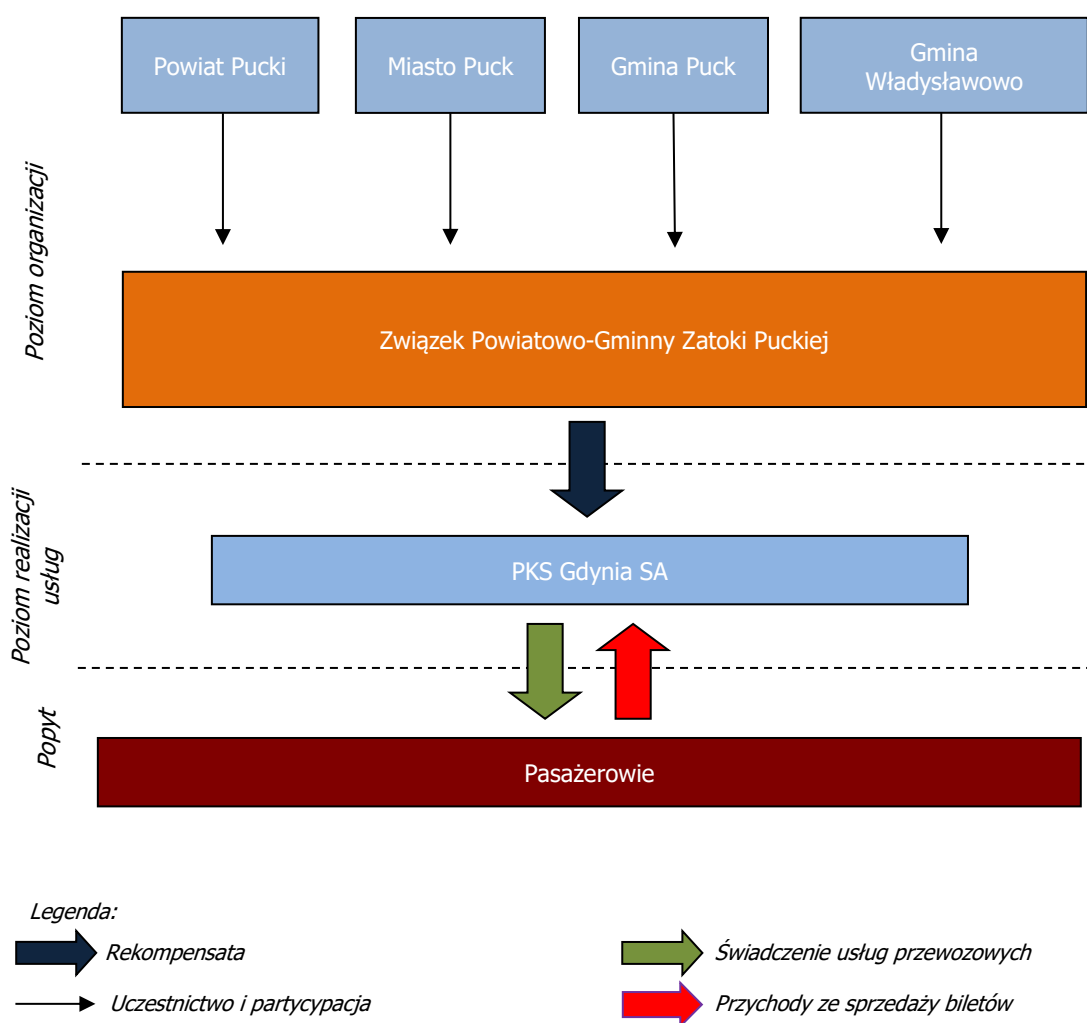 Powiat Pucki
Miasto Puck
Gmina Puck
Gmina
Władysławowo
Poziom organizacji
Związek Powiatowo-Gminny Zatoki Puckiej
Poziom realizacji
usług
PKS Gdynia SA
Popyt
Pasażerowie
Legenda:
Rekompensata
Świadczenie usług przewozowych
Uczestnictwo i partycypacja
Przychody ze sprzedaży biletów